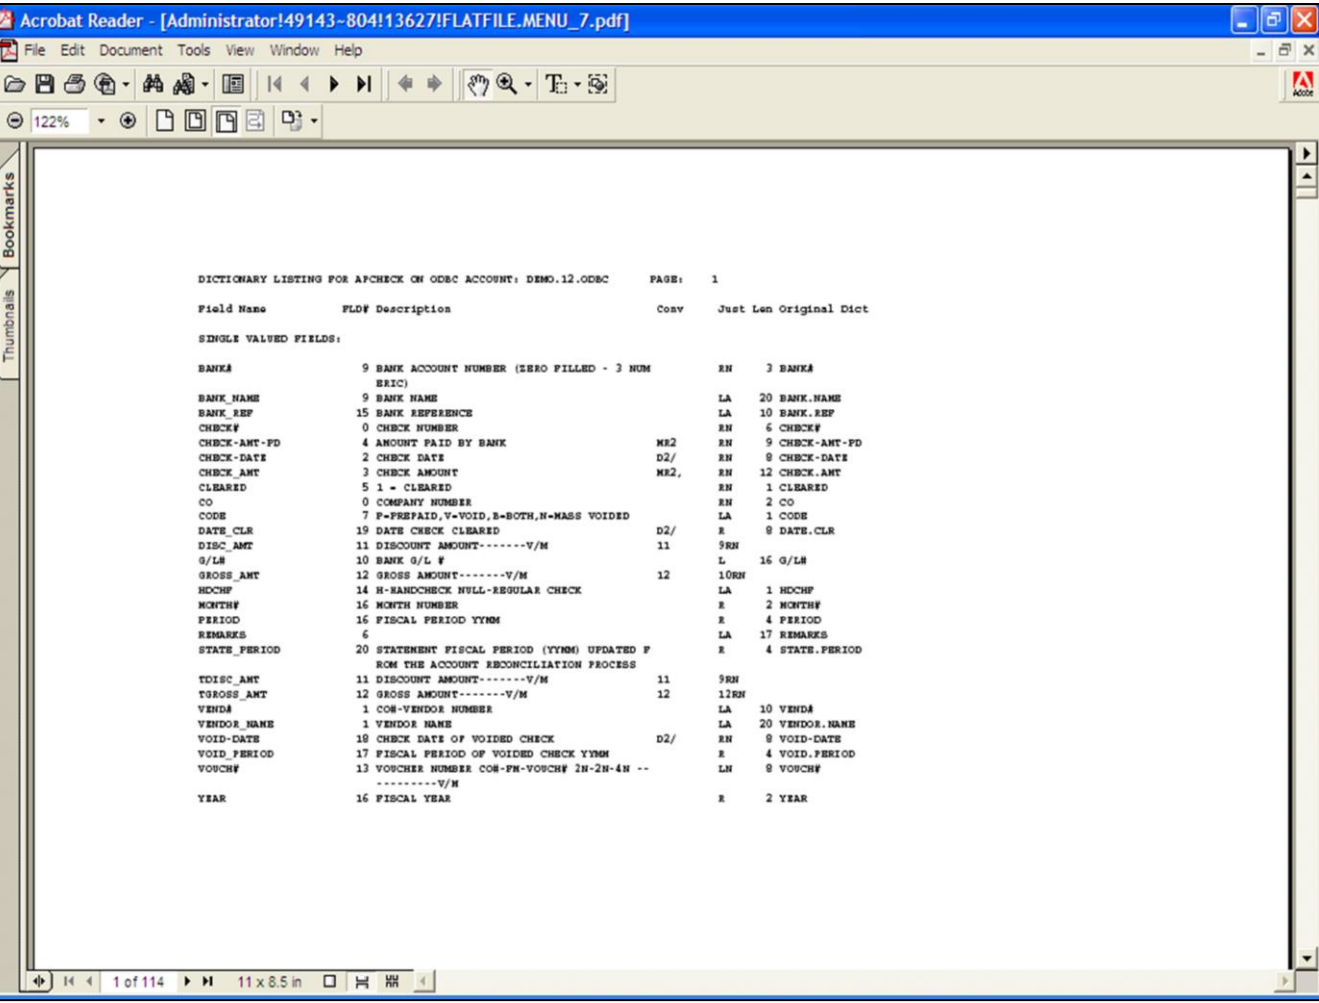 Acrobat Reader - [Administrator!49143~804!13627!FLATFILE.MENU_7.pdf]
File Edit Document Tools View Window Help
Adobe
122%
Bookmarks
Thumbnails
DICTIONARY LISTING FOR APCHECK ON ODBC ACCOUNT: DEMO.12.ODBC PAGE: 1
Field Name FLD# Description Conv Just Len Original Dict
SINGLE VALUED FIELDS:
BANK# 9 BANK ACCOUNT NUMBER (ZERO FILLED - 3 NUM RN 3 BANK#
ERIC)
BANK_NAME 9 BANK NAME LA 20 BANK.NAME
BANK_REF 15 BANK REFERENCE LA 10 BANK.REF
CHECK# 0 CHECK NUMBER RN 6 CHECK#
CHECK-AMT-PD 4 AMOUNT PAID BY BANK MR2 RN 9 CHECK-AMT-PD
CHECK-DATE 2 CHECK DATE D2/ RN 8 CHECK-DATE
CHECK_AMT 3 CHECK AMOUNT MR2, RN 12 CHECK.AMT
CLEARED 5 1 = CLEARED RN 1 CLEARED
CO 0 COMPANY NUMBER RN 2 CO
CODE 7 P=PREPAID,V=VOID,B=BOTH,N=MASS VOIDED LA 1 CODE
DATE_CLR 19 DATE CHECK CLEARED D2/ R 8 DATE.CLR
DISC_AMT 11 DISCOUNT AMOUNT-------V/M 11 9RN
G/L# 10 BANK G/L # L 16 G/L#
GROSS_AMT 12 GROSS AMOUNT-------V/M 12 10RN
HDCHF 14 H-HANDCHECK NULL-REGULAR CHECK LA 1 HDCHF
MONTH# 16 MONTH NUMBER R 2 MONTH#
PERIOD 16 FISCAL PERIOD YYMM R 4 PERIOD
REMARKS 6 LA 17 REMARKS
STATE_PERIOD 20 STATEMENT FISCAL PERIOD (YYMM) UPDATED F R 4 STATE.PERIOD
ROM THE ACCOUNT RECONCILIATION PROCESS
TDISC_AMT 11 DISCOUNT AMOUNT-------V/M 11 9RN
TGROSS_AMT 12 GROSS AMOUNT-------V/M 12 12RN
VEND# 1 CO#-VENDOR NUMBER LA 10 VEND#
VENDOR_NAME 1 VENDOR NAME LA 20 VENDOR.NAME
VOID-DATE 18 CHECK DATE OF VOIDED CHECK D2/ RN 8 VOID-DATE
VOID_PERIOD 17 FISCAL PERIOD OF VOIDED CHECK YYMM R 4 VOID.PERIOD
VOUCH# 13 VOUCHER NUMBER CO#-FM-VOUCH# 2N-2N-4N -- LN 8 VOUCH#
---------V/M
YEAR 16 FISCAL YEAR R 2 YEAR
1 of 114 11 x 8.5 in